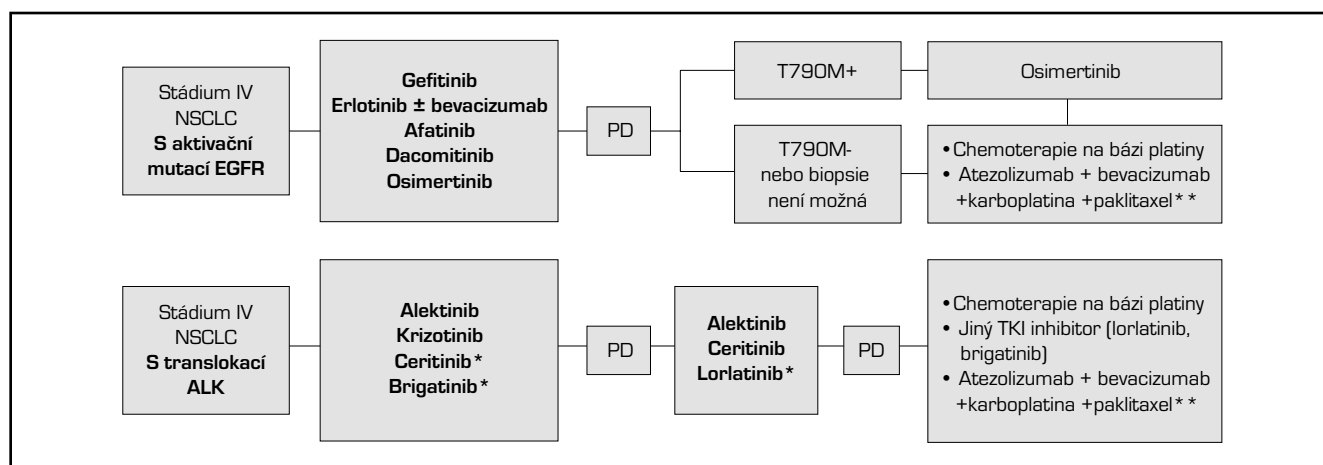 Stádium IV
NSCLC
S aktivační
mutací EGFR
Gefitinib
Erlotinib ± bevacizumab
Afatinib
Dacomitinib
Osimertinib
PD
T790M+
Osimertinib
T790M-
nebo biopsie
není možná
• Chemoterapie na bázi platiny
• Atezolizumab + bevacizumab
+karboplatina +paklitaxel**
Stádium IV
NSCLC
S translokací
ALK
Alektinib
Krizotinib
Ceritinib*
Brigatinib*
PD
Alektinib
Ceritinib
Lorlatinib*
PD
• Chemoterapie na bázi platiny
• Jiný TKI inhibitor (lorlatinib,
brigatinib)
• Atezolizumab + bevacizumab
+karboplatina +paklitaxel**